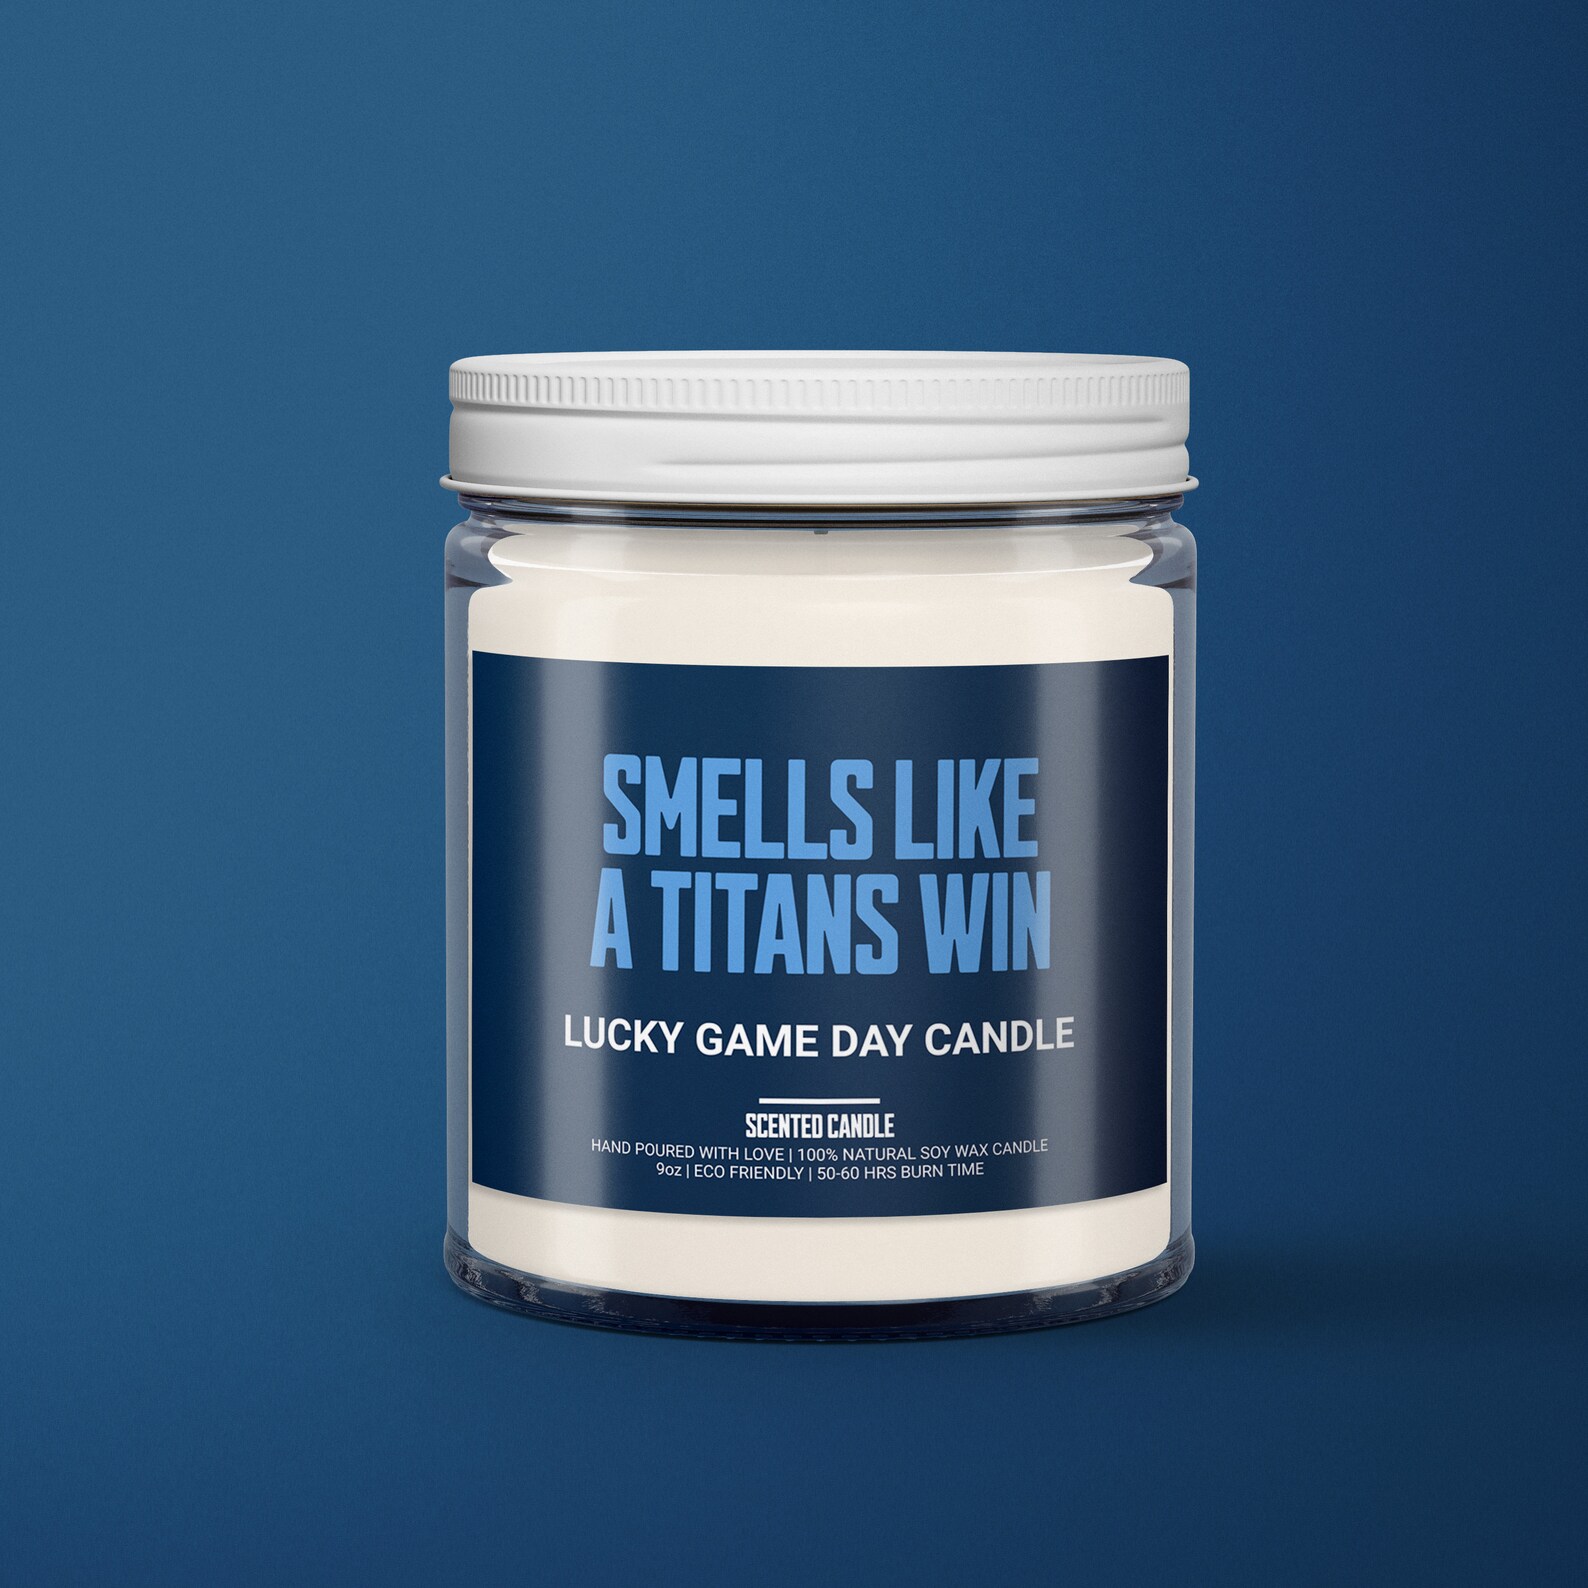 SMELLS LIKE
A TITANS WIN
LUCKY GAME DAY CANDLE
SCENTED CANDLE
HAND POURED WITH LOVE | 100% NATURAL SOY WAX CANDLE
9oz | ECO FRIENDLY | 50-60 HRS BURN TIME